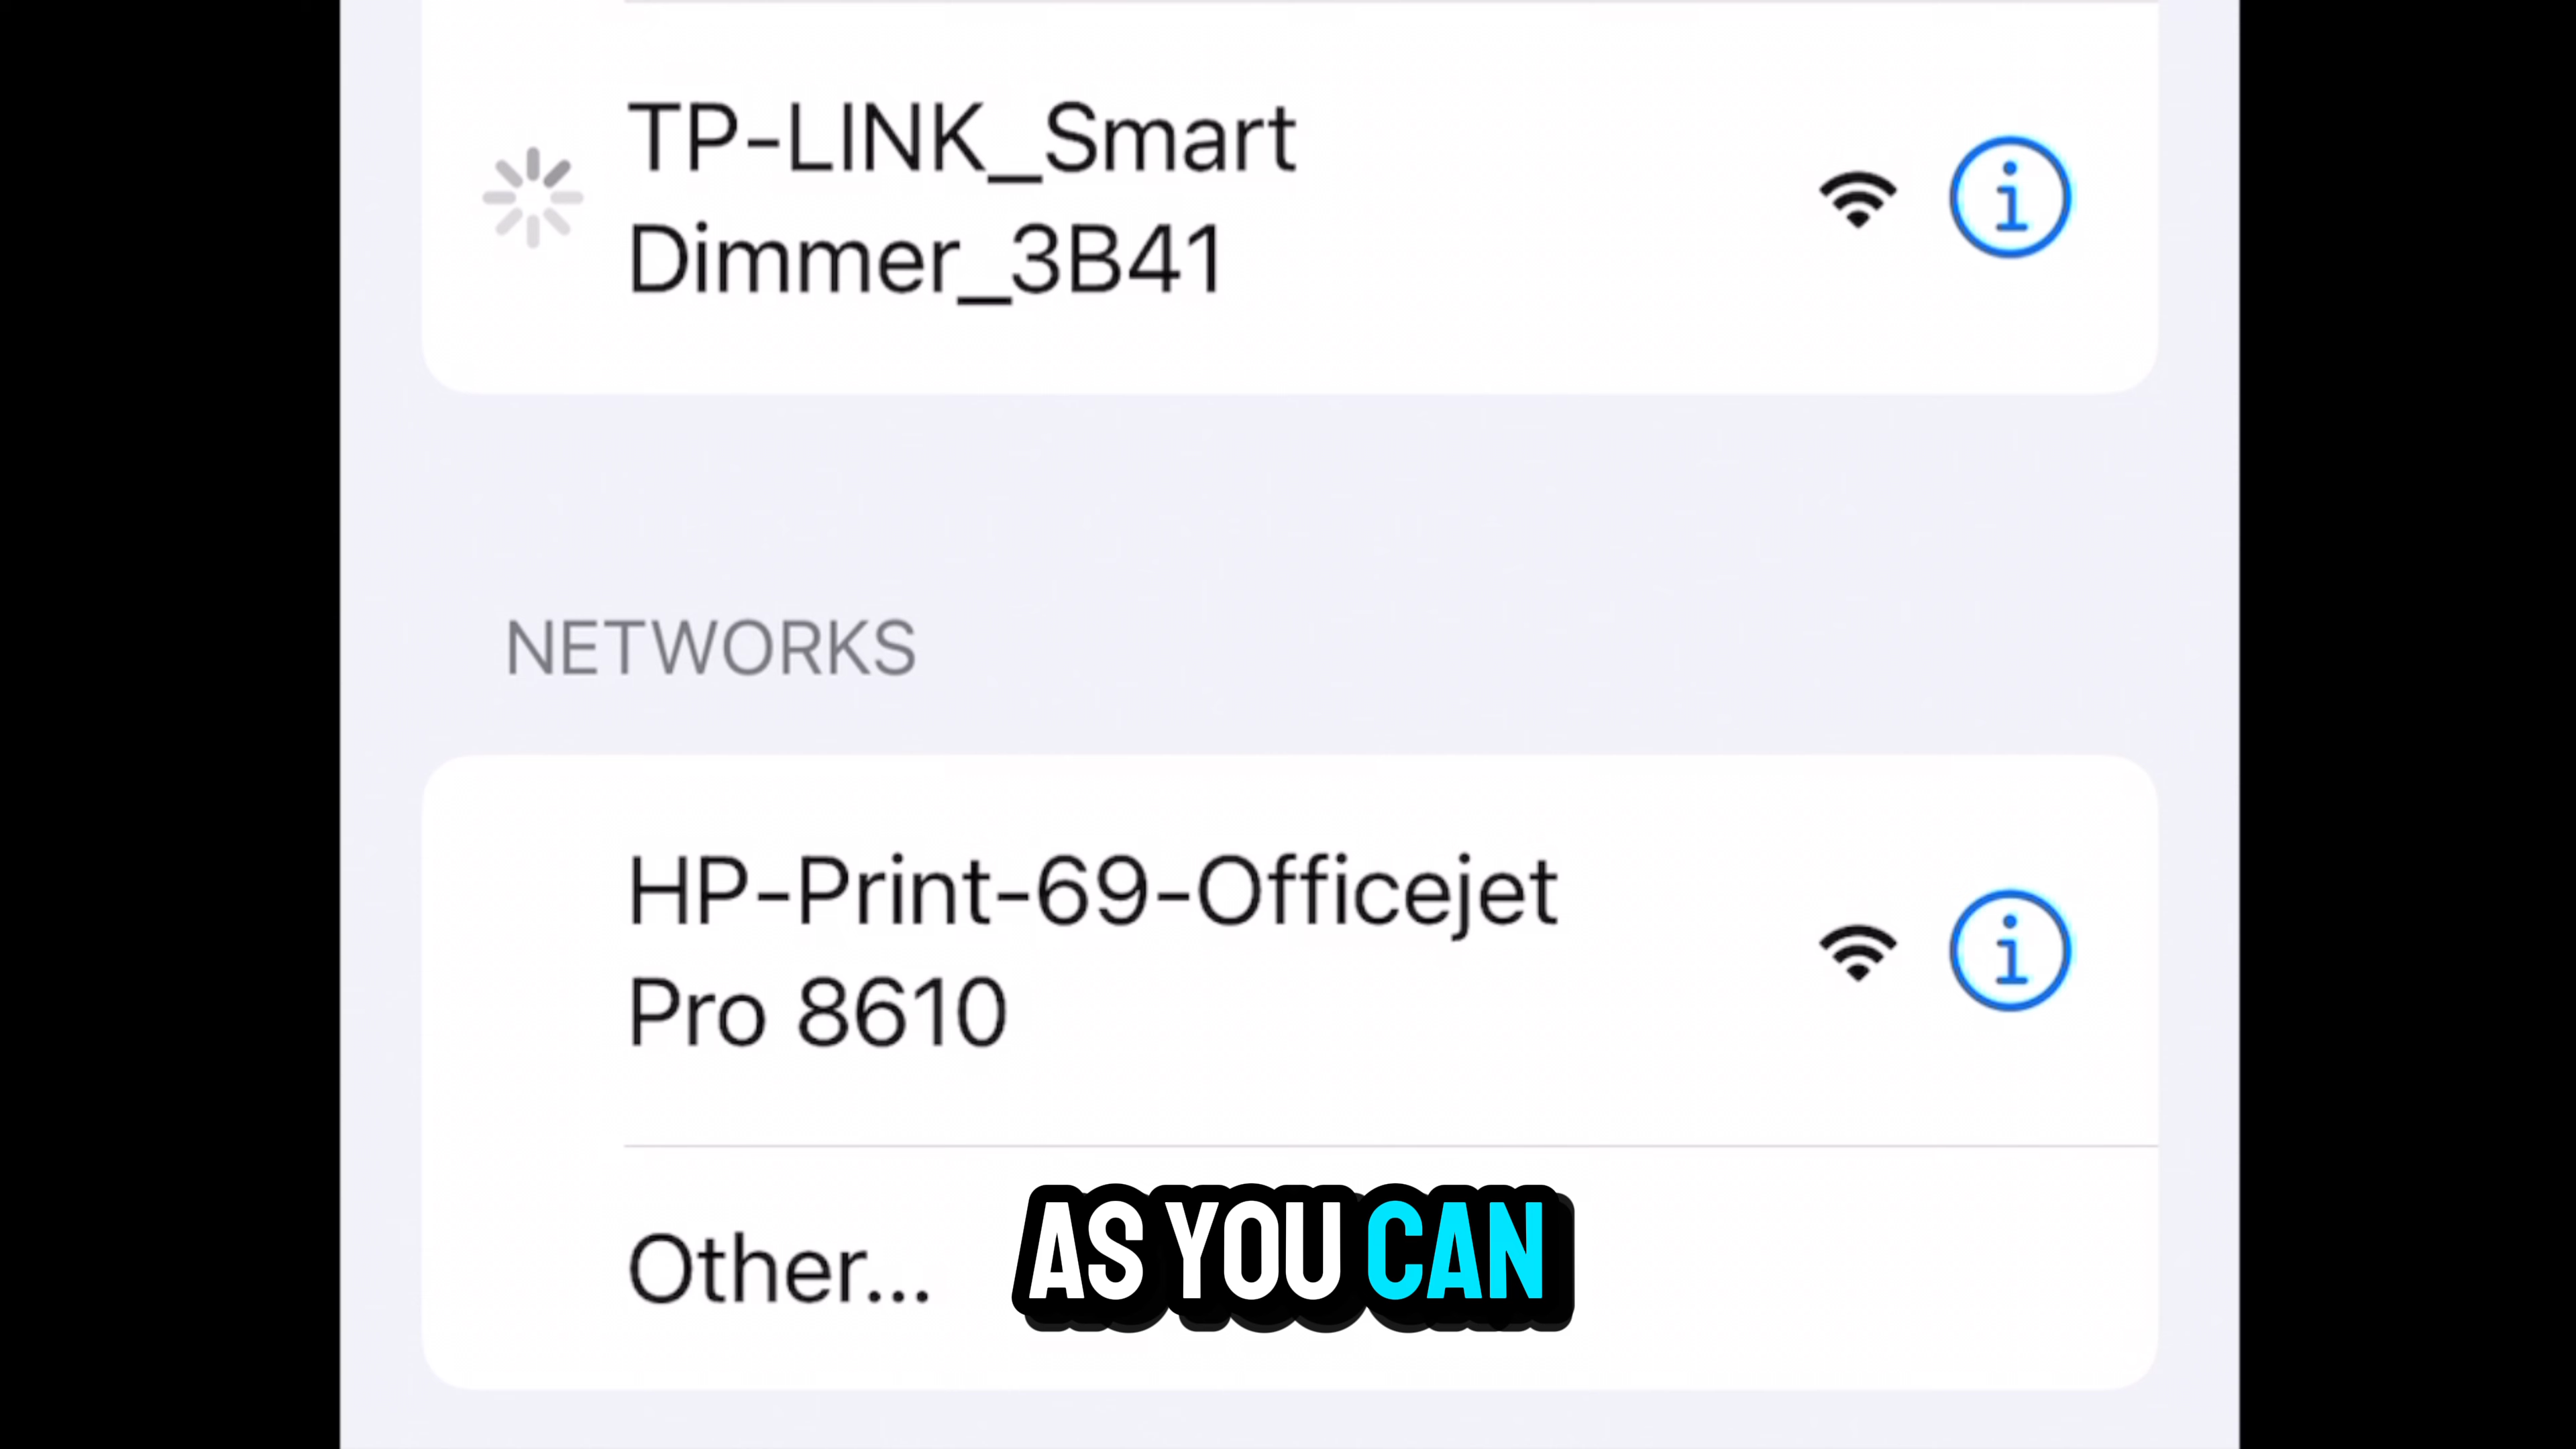 TP-LINK_Smart
Dimmer_3B41
NETWORKS
HP-Print-69-Officejet
Pro 8610
Other...
AS YOU CAN